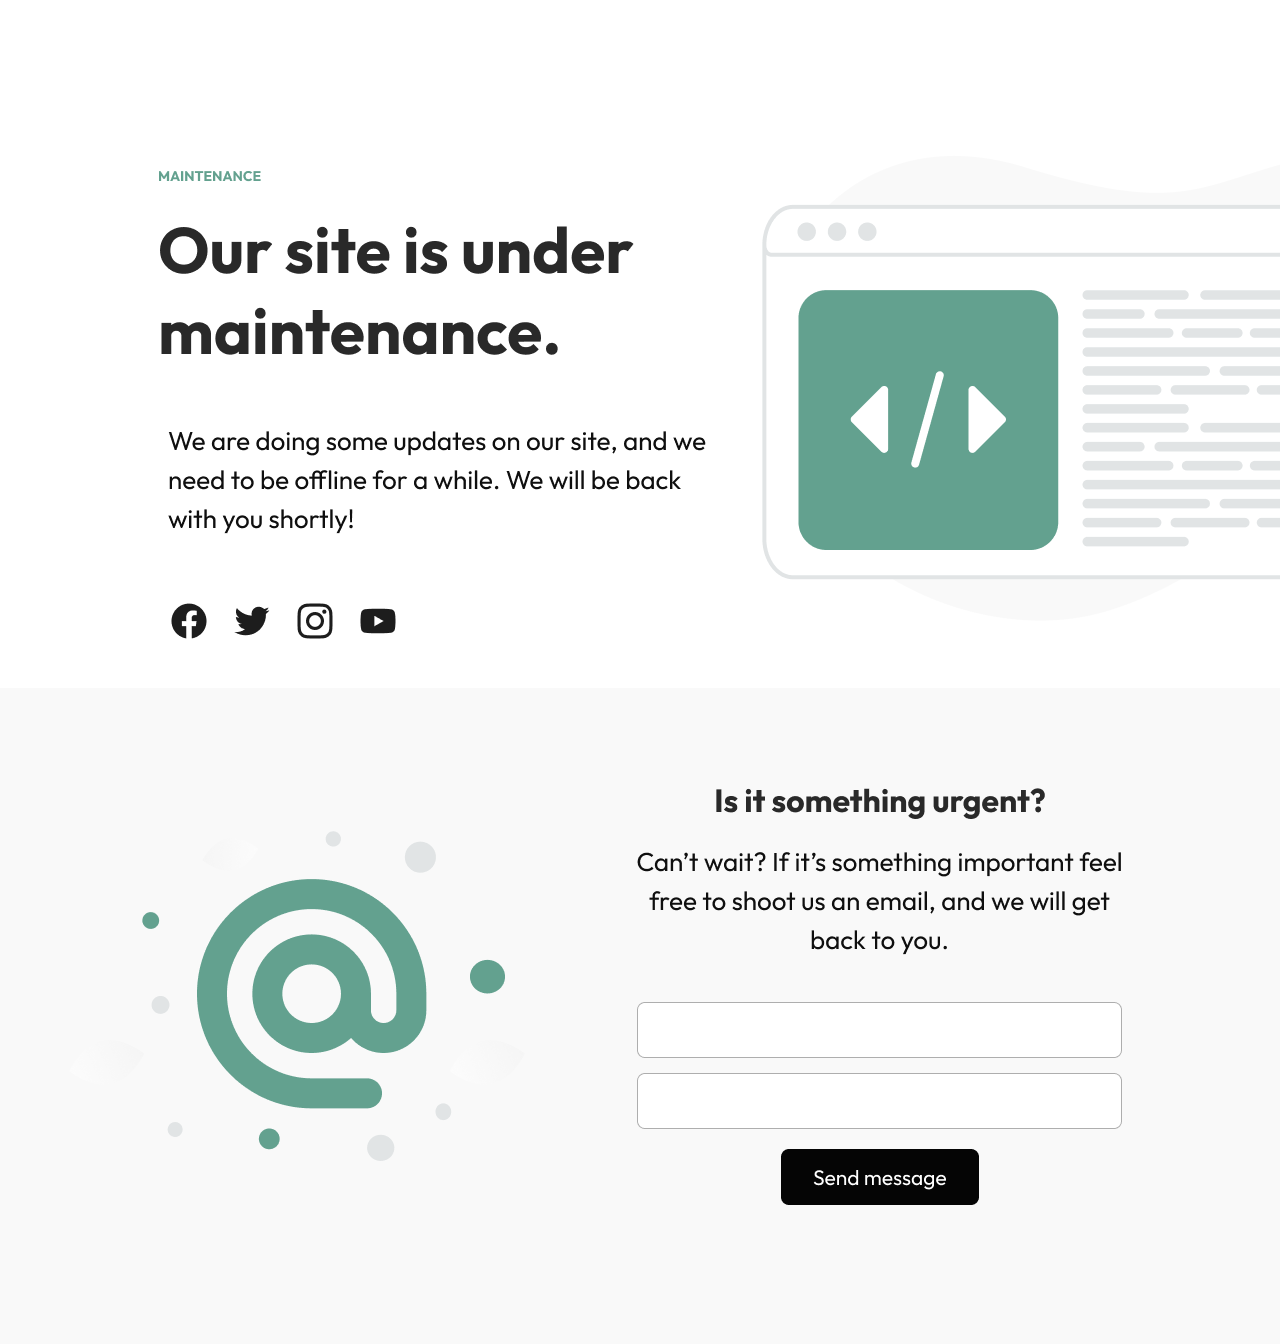 MAINTENANCE
Our site is under
maintenance.
We are doing some updates on our site, and we
need to be offline for a while. We will be back
with you shortly!
Is it something urgent?
Can’t wait? If it’s something important feel
free to shoot us an email, and we will get
back to you.
Send message